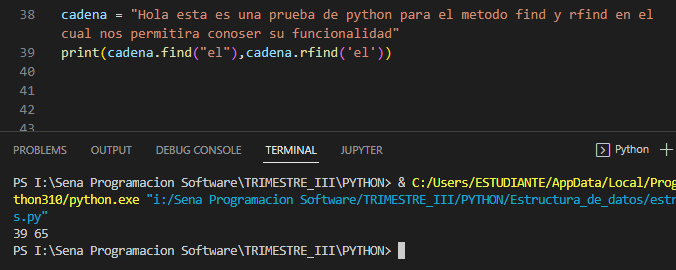 38 cadena = "Hola esta es una prueba de python para el metodo find y rfind en el
cual nos permitira conoser su funcionalidad"
39 print(cadena.find("el"),cadena.rfind('el'))
40
41
42
43
PROBLEMS OUTPUT DEBUG CONSOLE TERMINAL JUPYTER Python
PS I:\Sena Programacion Software\TRIMESTRE_III\PYTHON> & C:/Users/ESTUDIANTE/AppData/Local/Prog
thon310/python.exe "i:/Sena Programacion Software/TRIMESTRE_III/PYTHON/Estructura_de_datos/estr
s.py"
39 65
PS I:\Sena Programacion Software\TRIMESTRE_III\PYTHON>